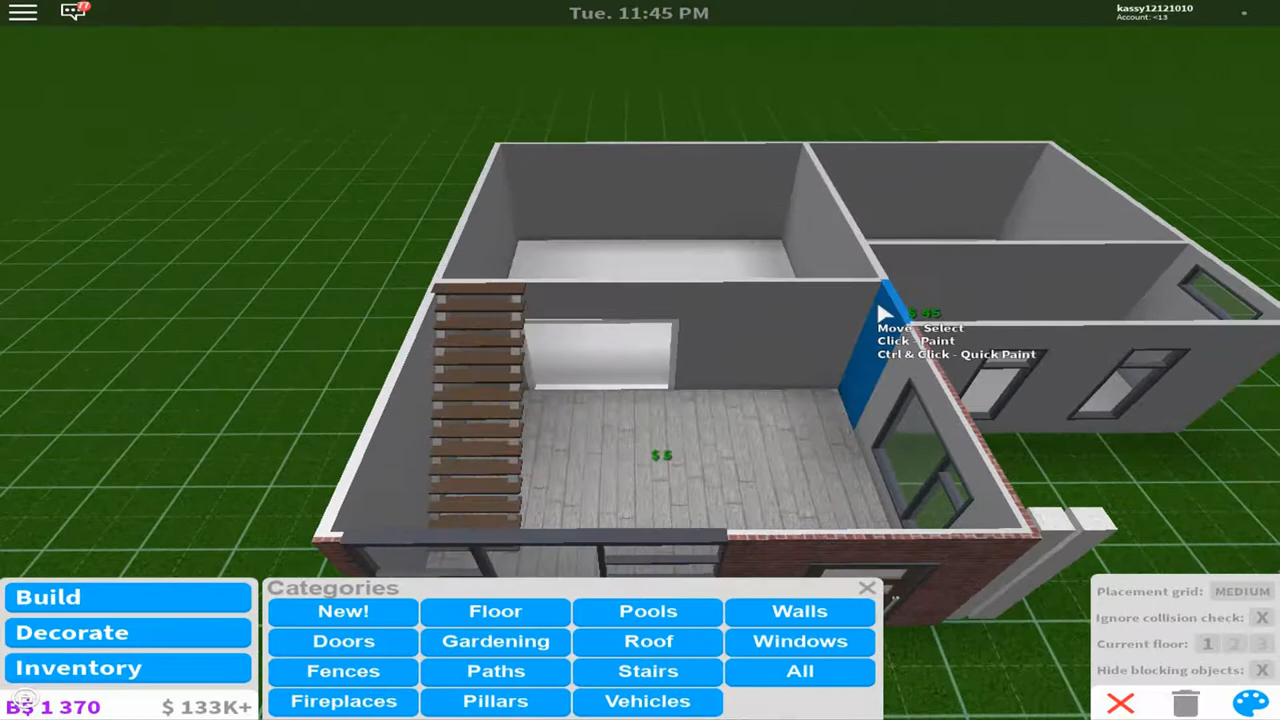 Tue. 11:45 PM
kassy12121010
Account: <13
77
$ 45
Move - Select
Click - Paint
Ctrl & Click - Quick Paint
$ 5
Build
Decorate
Inventory
B$ 1 370
$ 133K+
Categories
New!
Floor
Pools
Walls
Doors
Gardening
Roof
Windows
Fences
Paths
Stairs
All
Fireplaces
Pillars
Vehicles
Placement grid: MEDIUM
Ignore collision check: X
Current floor: 1 2 3
Hide blocking objects: X